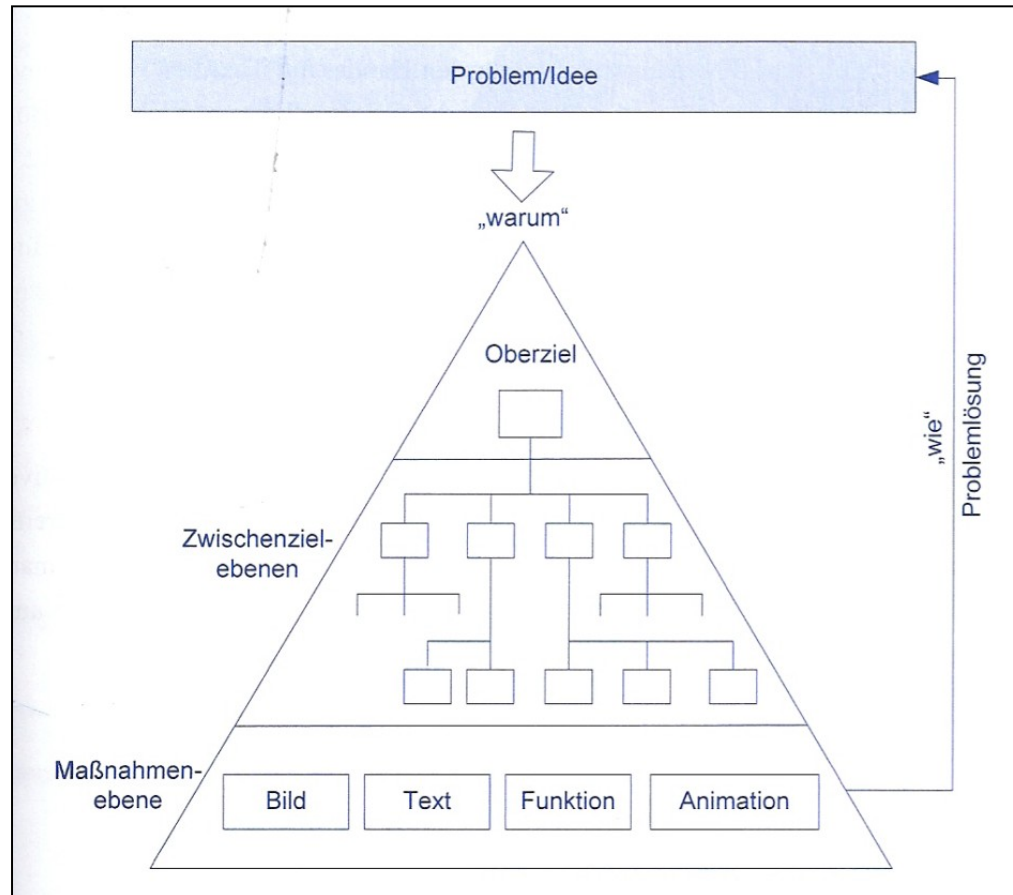 Problem/Idee
„warum“
Oberziel
Zwischenziel-
ebenen
Maßnahmen-
ebene
Bild
Text
Funktion
Animation
„wie“
Problemlösung